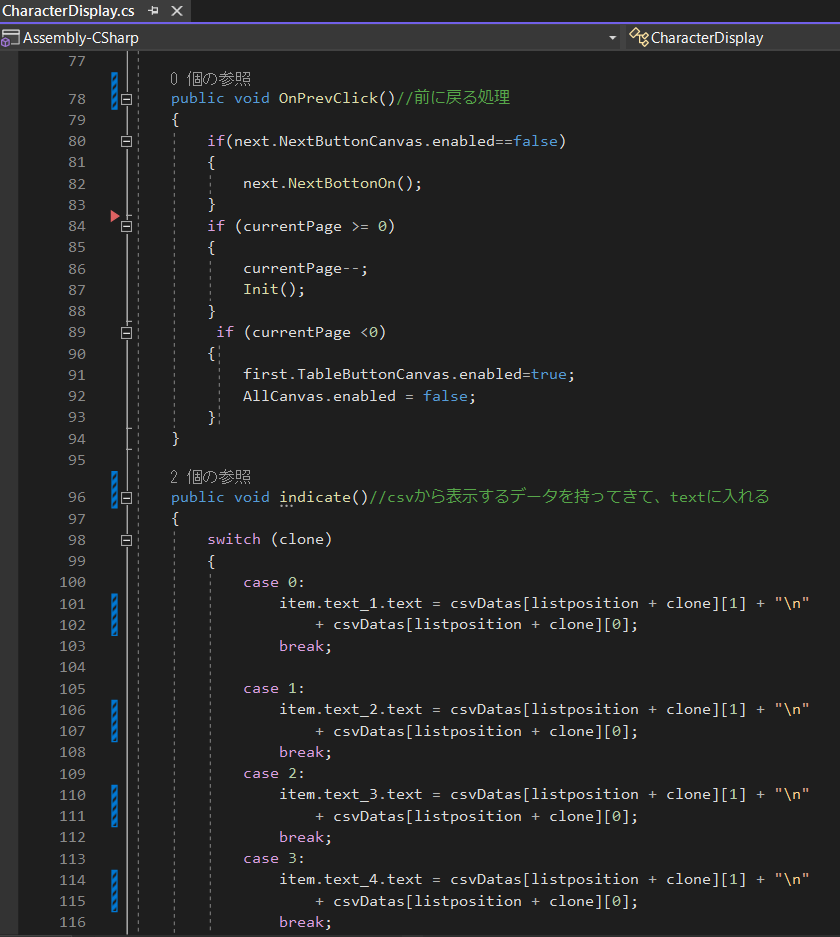 CharacterDisplay.cs
Assembly-CSharp CharacterDisplay
77
0 個の参照
78 public void OnPrevClick()//前に戻る処理
79 {
80 if(next.NextButtonCanvas.enabled==false)
81 {
82 next.NextBottonOn();
83 }
84 if (currentPage >= 0)
85 {
86 currentPage--;
87 Init();
88 }
89 if (currentPage <0)
90 {
91 first.TableButtonCanvas.enabled=true;
92 AllCanvas.enabled = false;
93 }
94 }
95
2 個の参照
96 public void indicate()//csvから表示するデータを持ってきて、textに入れる
97 {
98 switch (clone)
99 {
100 case 0:
101 item.text_1.text = csvDatas[listposition + clone][1] + "\n"
102 + csvDatas[listposition + clone][0];
103 break;
104
105 case 1:
106 item.text_2.text = csvDatas[listposition + clone][1] + "\n"
107 + csvDatas[listposition + clone][0];
108 break;
109 case 2:
110 item.text_3.text = csvDatas[listposition + clone][1] + "\n"
111 + csvDatas[listposition + clone][0];
112 break;
113 case 3:
114 item.text_4.text = csvDatas[listposition + clone][1] + "\n"
115 + csvDatas[listposition + clone][0];
116 break;